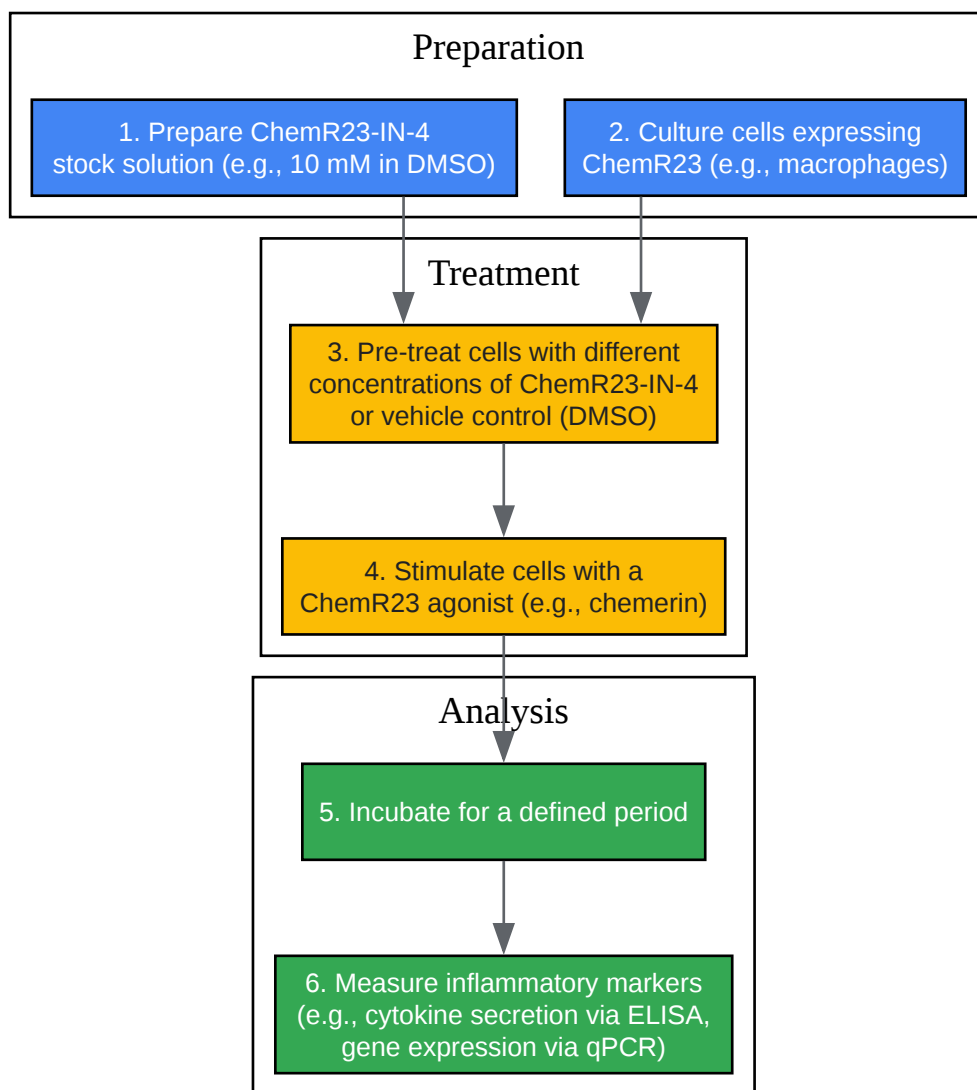 Preparation
1. Prepare ChemR23-IN-4
stock solution (e.g., 10 mM in DMSO)
2. Culture cells expressing
ChemR23 (e.g., macrophages)
Treatment
3. Pre-treat cells with different
concentrations of ChemR23-IN-4
or vehicle control (DMSO)
4. Stimulate cells with a
ChemR23 agonist (e.g., chemerin)
Analysis
5. Incubate for a defined period
6. Measure inflammatory markers
(e.g., cytokine secretion via ELISA,
gene expression via qPCR)